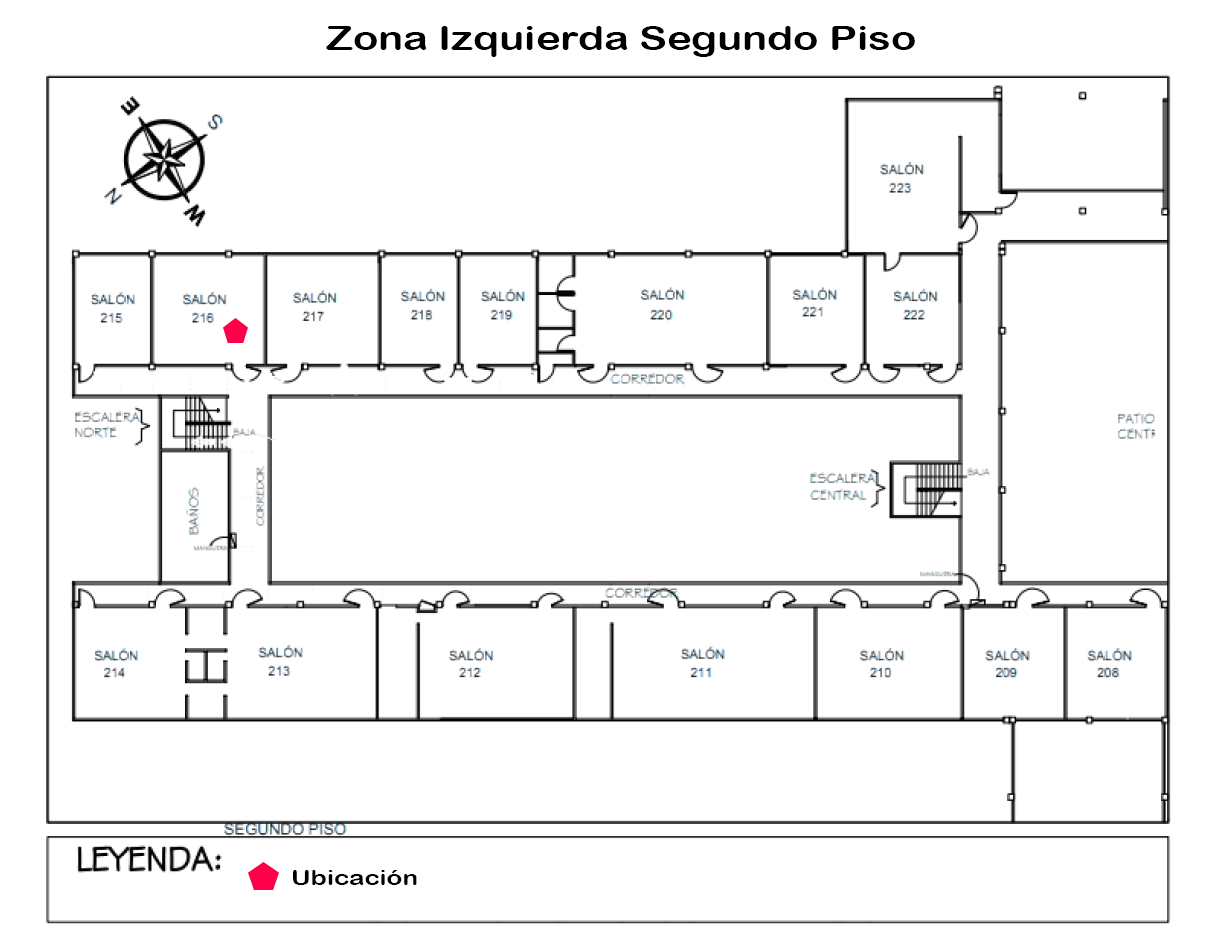 Zona Izquierda Segundo Piso
E
S
N
W
SALÓN
223
SALÓN
215
SALÓN
216
SALÓN
217
SALÓN
218
SALÓN
219
SALÓN
220
SALÓN
221
SALÓN
222
CORREDOR
ESCALERA
NORTE
BAJA
PATIO
CENTR
BAÑOS
CORREDOR
ESCALERA
CENTRAL
BAJA
MANGUERA
MANGUERA
CORREDOR
SALÓN
214
SALÓN
213
SALÓN
212
SALÓN
211
SALÓN
210
SALÓN
209
SALÓN
208
SEGUNDO PISO
LEYENDA:
Ubicación